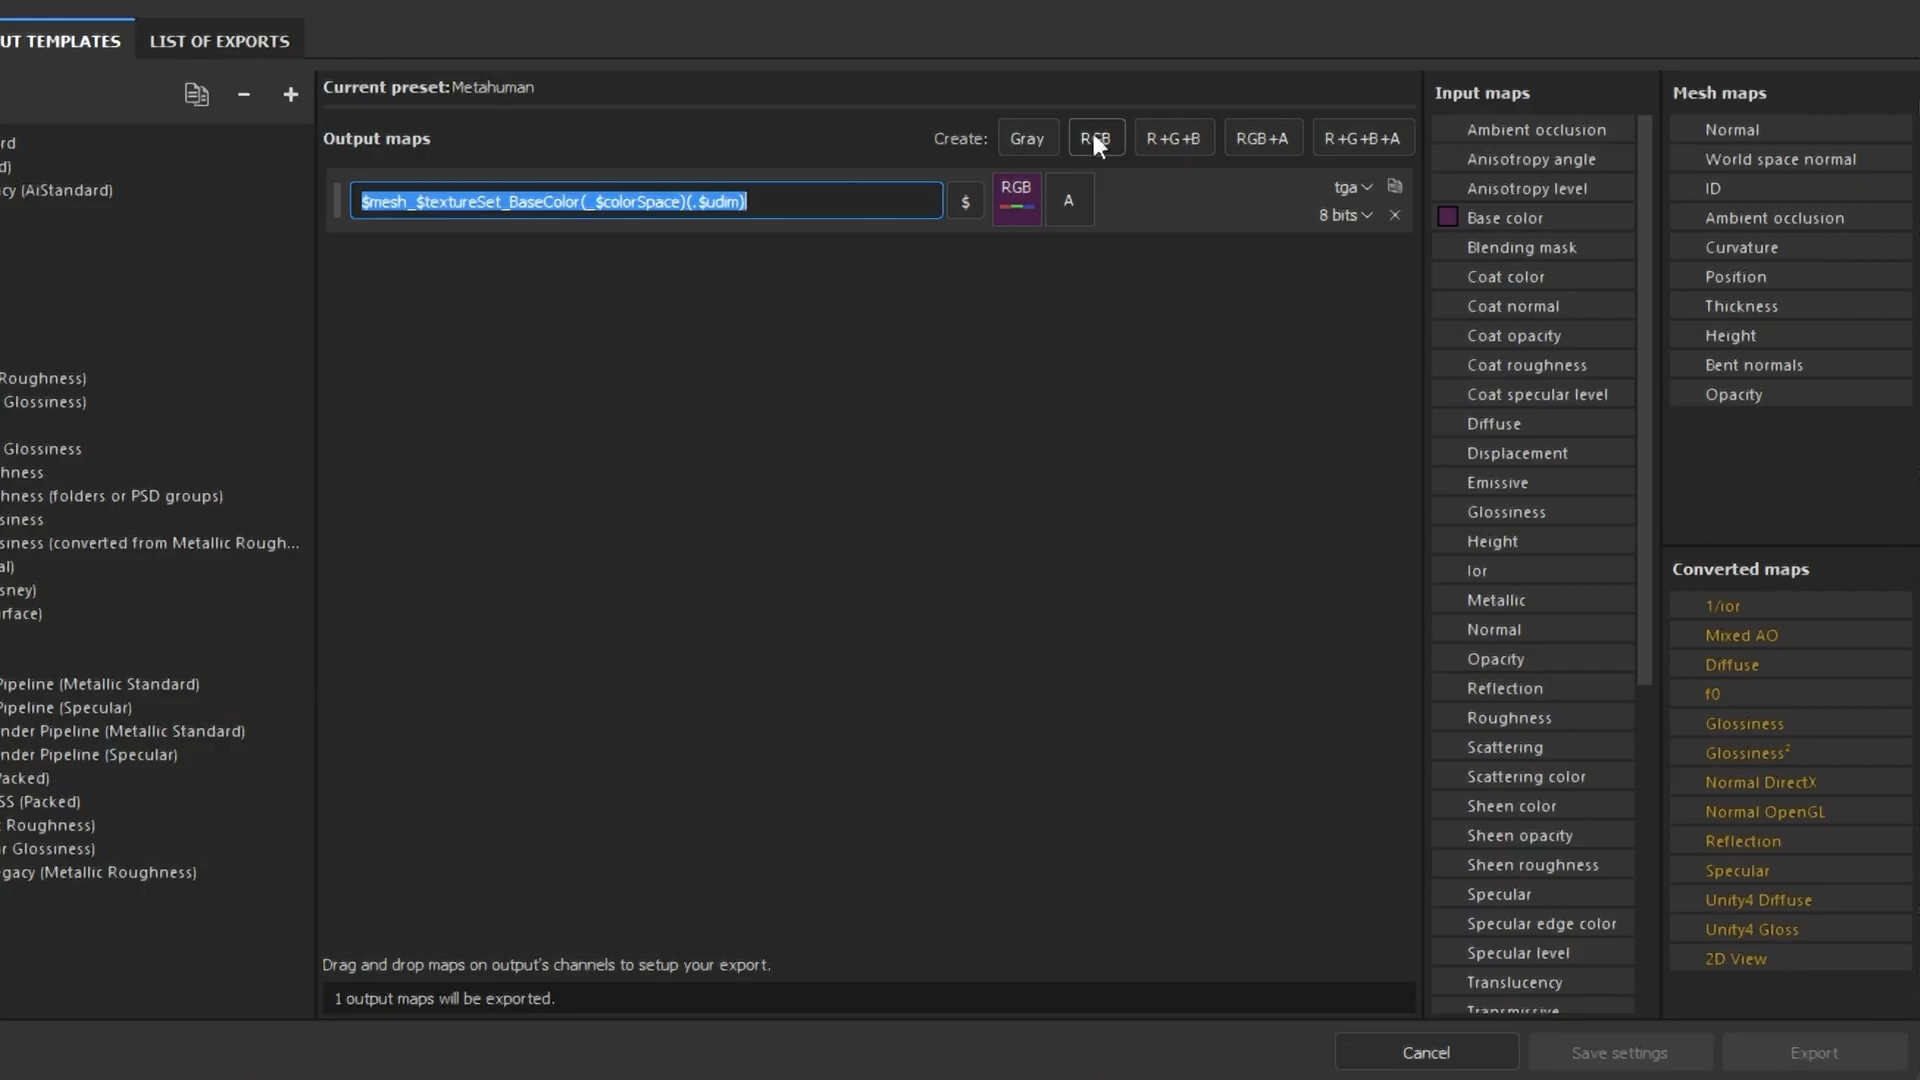 UT TEMPLATES
LIST OF EXPORTS
rd
d)
cy (AiStandard)
Roughness)
Glossiness)
Glossiness
hness
hness (folders or PSD groups)
siness
siness (converted from Metallic Rough...
al)
sney)
rface)
Pipeline (Metallic Standard)
Pipeline (Specular)
nder Pipeline (Metallic Standard)
nder Pipeline (Specular)
Packed)
SS (Packed)
t Roughness)
r Glossiness)
gacy (Metallic Roughness)
Current preset: Metahuman
Output maps
Create:
Gray
RGB
R+G+B
RGB+A
R+G+B+A
$mesh_$textureSet_BaseColor(_$colorSpace)(.$udim)
$
RGB
A
tga
8 bits
Drag and drop maps on output's channels to setup your export.
1 output maps will be exported.
Input maps
Ambient occlusion
Anisotropy angle
Anisotropy level
Base color
Blending mask
Coat color
Coat normal
Coat opacity
Coat roughness
Coat specular level
Diffuse
Displacement
Emissive
Glossiness
Height
Ior
Metallic
Normal
Opacity
Reflection
Roughness
Scattering
Scattering color
Sheen color
Sheen opacity
Sheen roughness
Specular
Specular edge color
Specular level
Translucency
Transmissive
Mesh maps
Normal
World space normal
ID
Ambient occlusion
Curvature
Position
Thickness
Height
Bent normals
Opacity
Converted maps
1/ior
Mixed AO
Diffuse
f0
Glossiness
Glossiness²
Normal DirectX
Normal OpenGL
Reflection
Specular
Unity4 Diffuse
Unity4 Gloss
2D View
Cancel
Save settings
Export